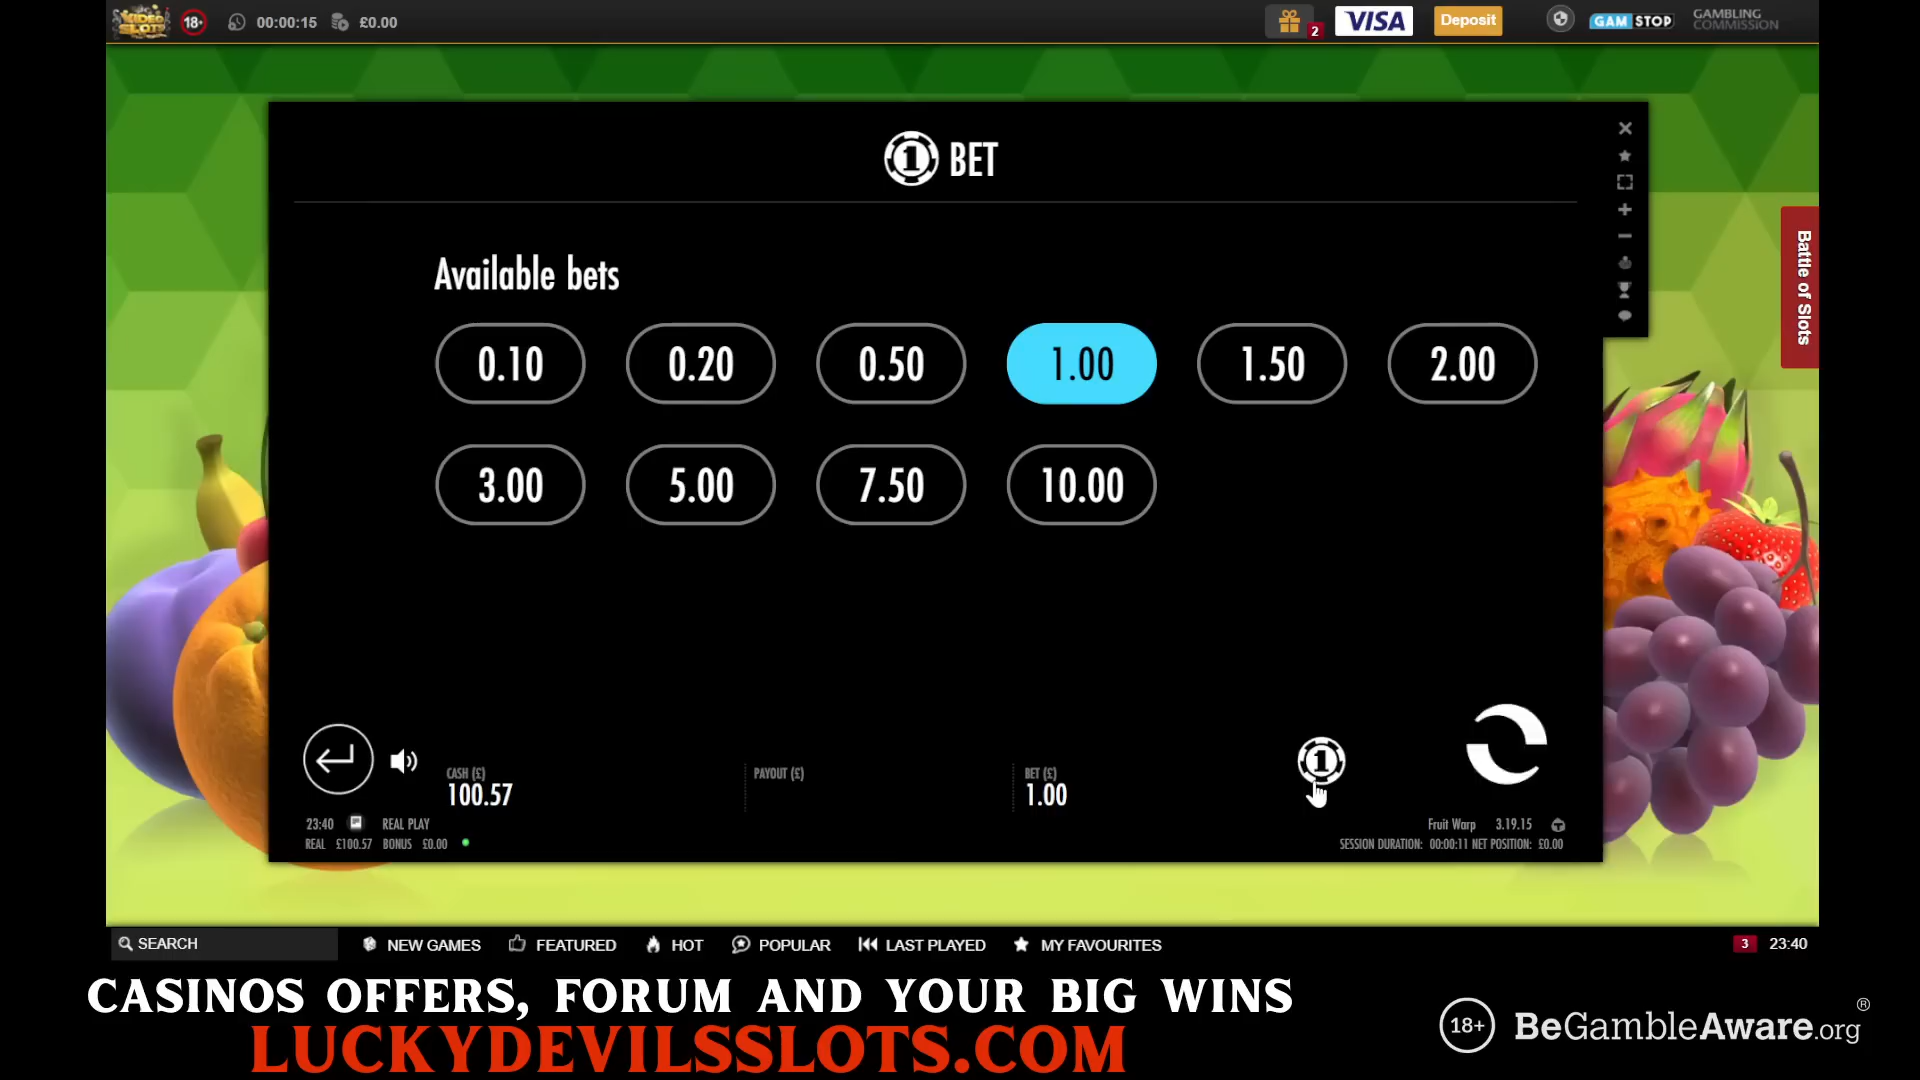 VIDEO SLOTS 18+ 00:00:15 £0.00 2 VISA Deposit GAMSTOP GAMBLING COMMISSION
1 BET
Battle of Slots
Available bets
0.10 0.20 0.50 1.00 1.50 2.00
3.00 5.00 7.50 10.00
1
CASH (£) PAYOUT (£) BET (£)
100.57 1.00
23:40 REAL PLAY Fruit Warp 3.19.15
REAL £100.57 BONUS £0.00 SESSION DURATION: 00:00:11 NET POSITION: £0.00
SEARCH NEW GAMES FEATURED HOT POPULAR LAST PLAYED MY FAVOURITES 3 23:40
CASINOS OFFERS, FORUM AND YOUR BIG WINS
LUCKYDEVILSSLOTS.COM
18+ BeGambleAware.org®